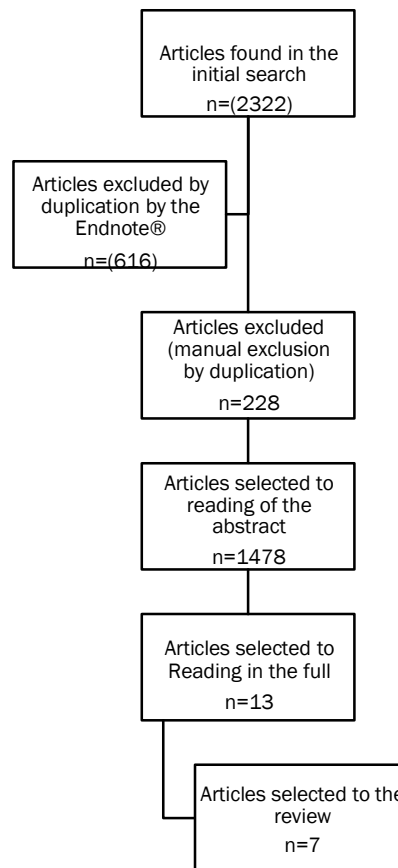 Articles found in the
initial search
n=(2322)
Articles excluded by
duplication by the
Endnote®
n=(616)
Articles excluded
(manual exclusion
by duplication)
n=228
Articles selected to
reading of the
abstract
n=1478
Articles selected to
Reading in the full
n=13
Articles selected to the
review
n=7